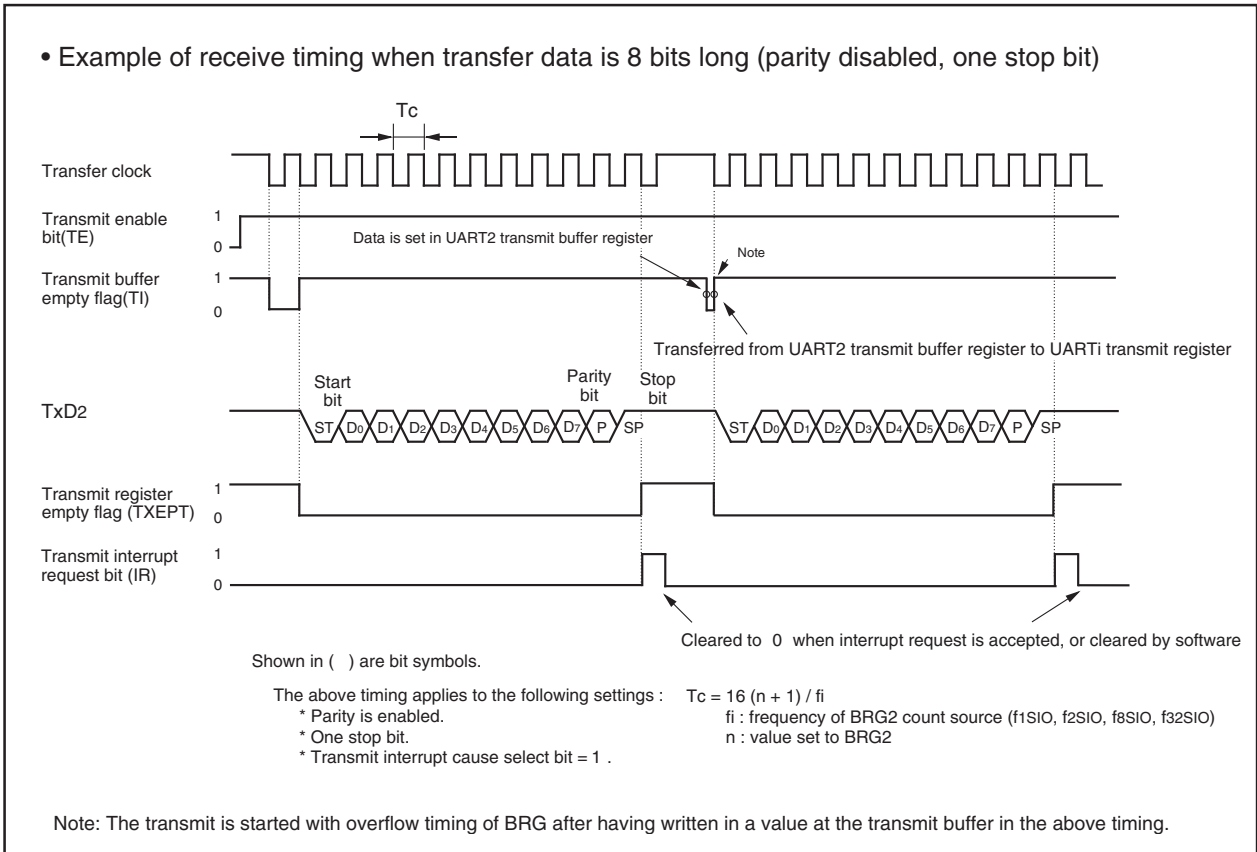 • Example of receive timing when transfer data is 8 bits long (parity disabled, one stop bit)
Tc
Transfer clock
Transmit enable
bit(TE)
1
0
Data is set in UART2 transmit buffer register
Note
Transmit buffer
empty flag(TI)
1
0
Transferred from UART2 transmit buffer register to UARTi transmit register
Start
bit
Parity
bit
Stop
bit
TxD2
ST D0 D1 D2 D3 D4 D5 D6 D7 P SP ST D0 D1 D2 D3 D4 D5 D6 D7 P SP
Transmit register
empty flag (TXEPT)
1
0
Transmit interrupt
request bit (IR)
1
0
Cleared to 0 when interrupt request is accepted, or cleared by software
Shown in ( ) are bit symbols.
The above timing applies to the following settings :
* Parity is enabled.
* One stop bit.
* Transmit interrupt cause select bit = 1 .
Tc = 16 (n + 1) / fi
fi : frequency of BRG2 count source (f1SIO, f2SIO, f8SIO, f32SIO)
n : value set to BRG2
Note: The transmit is started with overflow timing of BRG after having written in a value at the transmit buffer in the above timing.